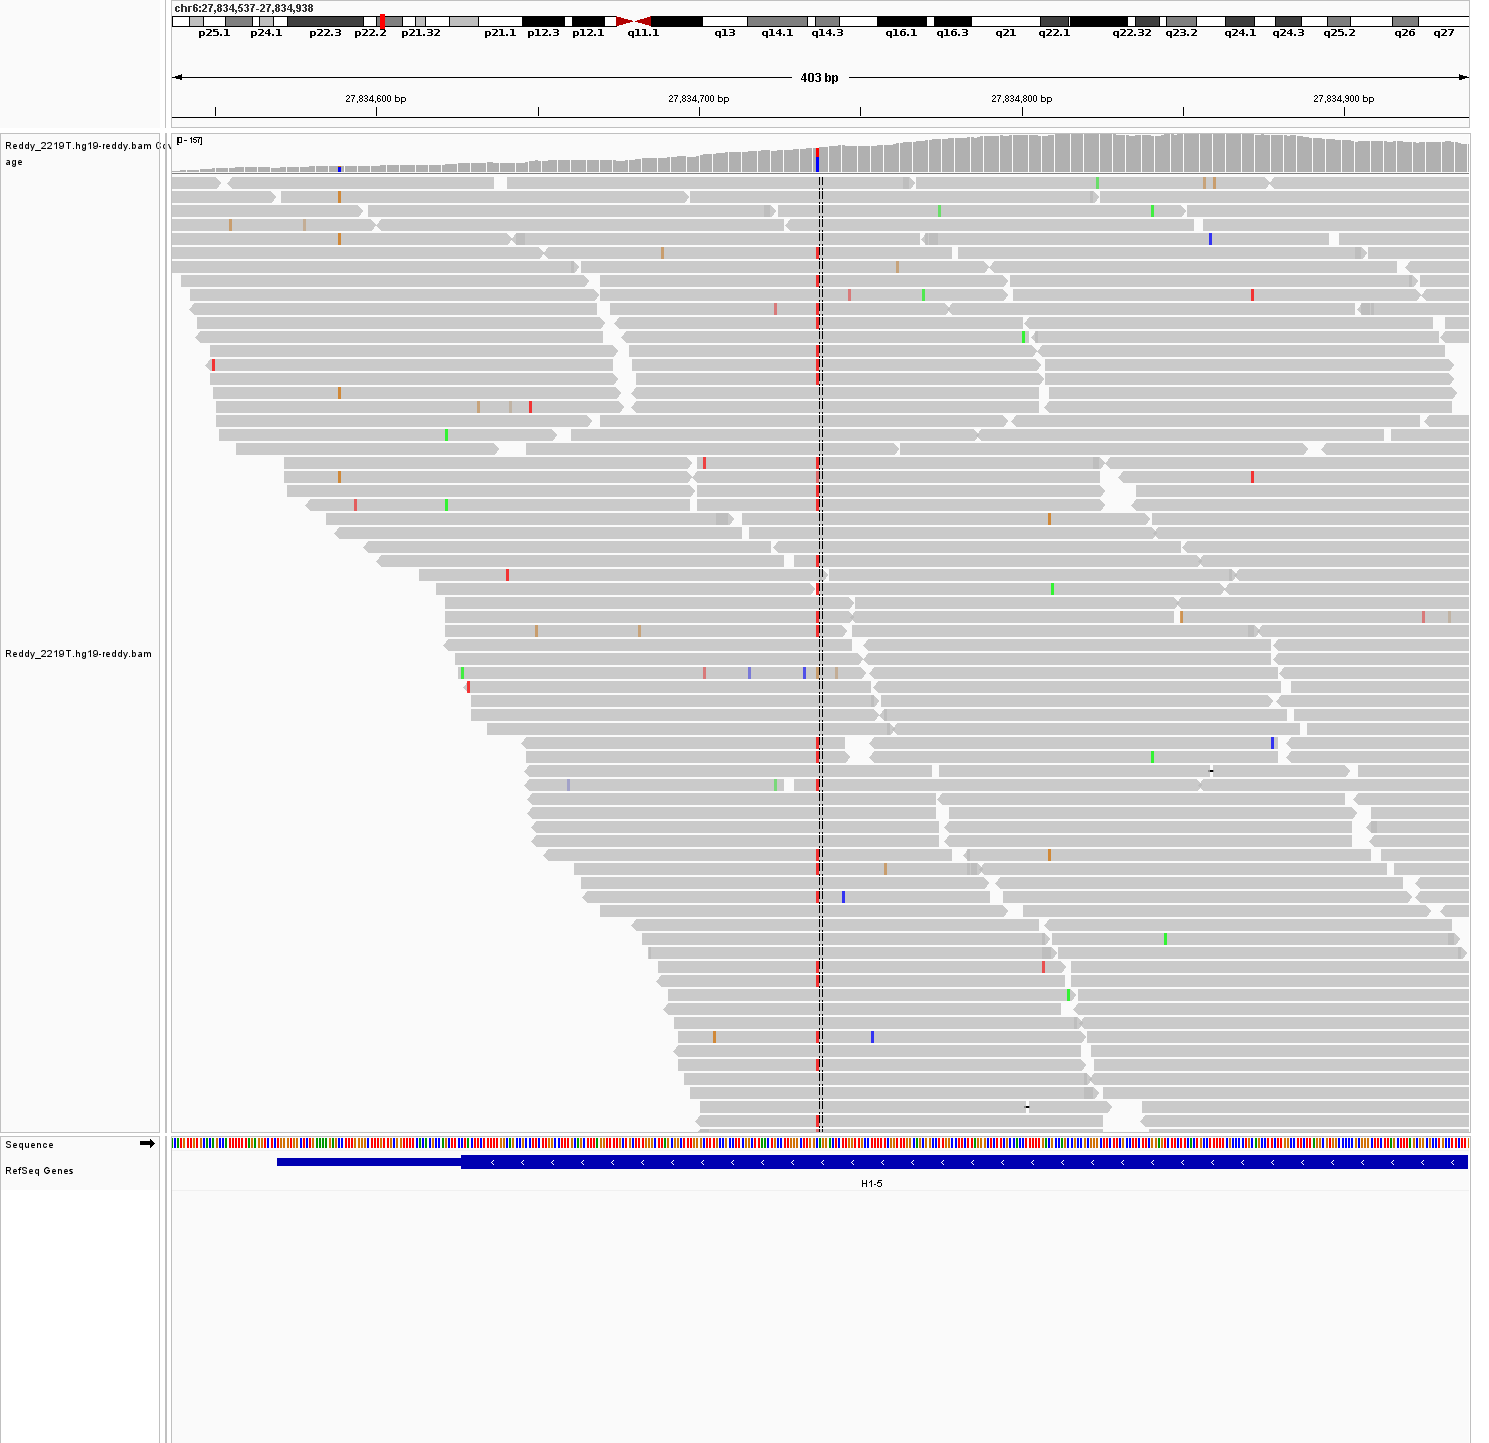 chr6:27,834,537-27,834,938
p25.1 p24.1 p22.3 p22.2 p21.32 p21.1 p12.3 p12.1 q11.1 q13 q14.1 q14.3 q16.1 q16.3 q21 q22.1 q22.32 q23.2 q24.1 q24.3 q25.2 q26 q27
403 bp
27,834,600 bp 27,834,700 bp 27,834,800 bp 27,834,900 bp
[0 - 157]
Reddy_2219T.hg19-reddy.bam Cov
age
Reddy_2219T.hg19-reddy.bam
Sequence
RefSeq Genes
H1-5